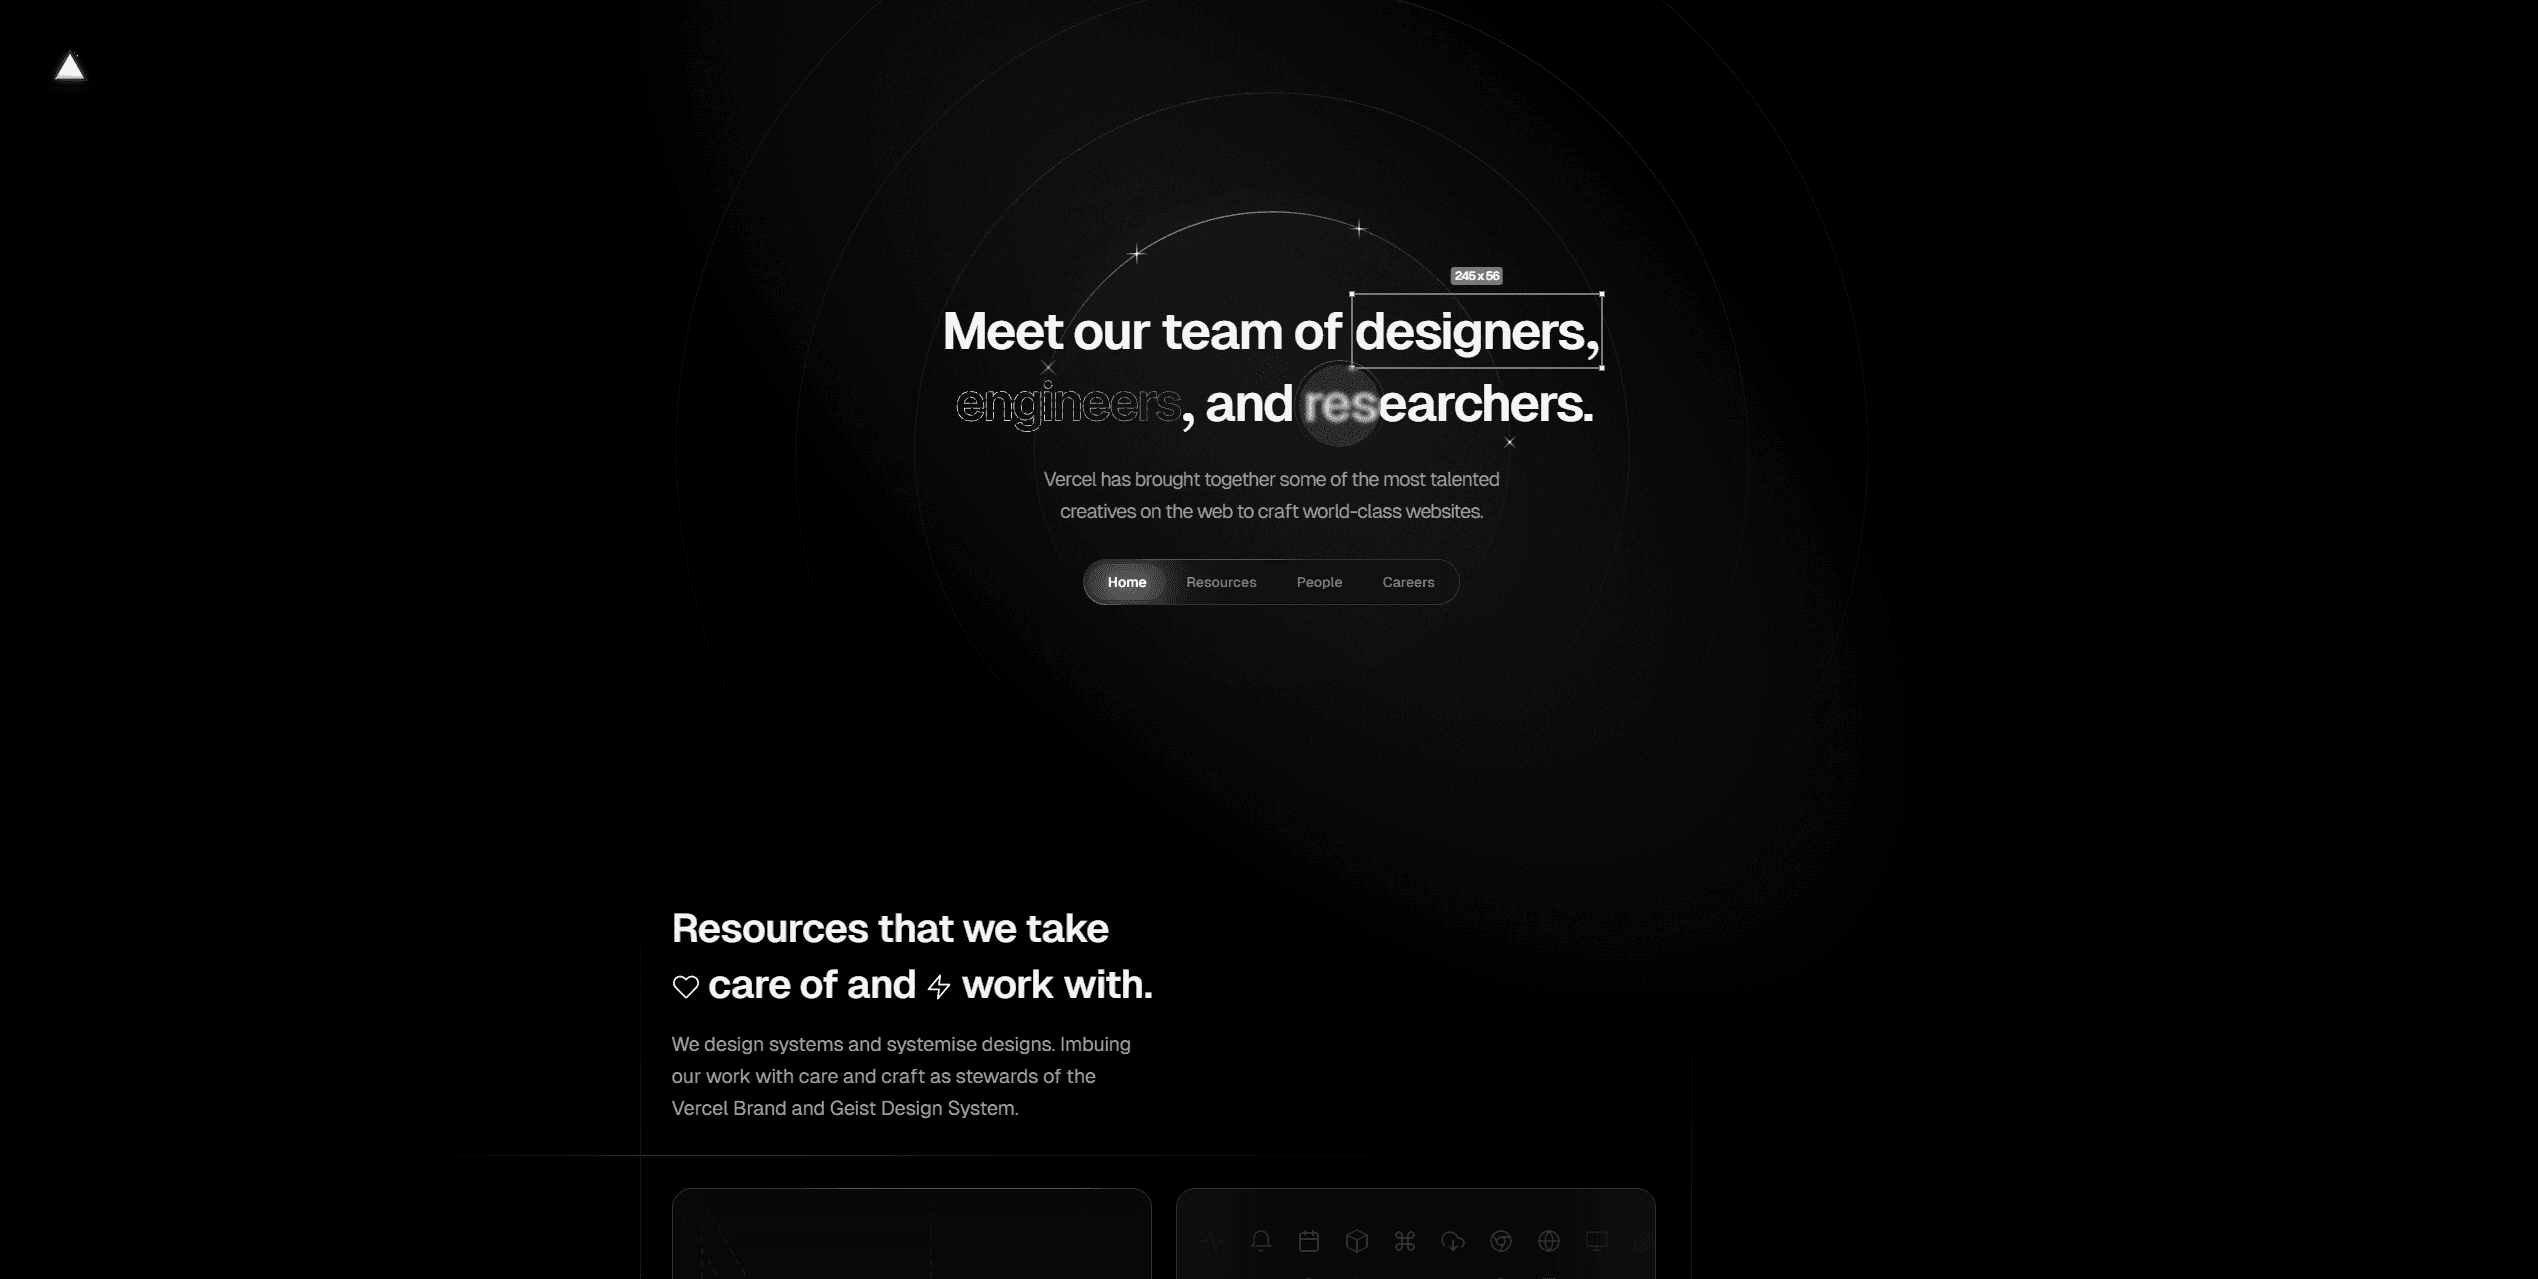 245 x 56
Meet our team of designers,
engineers, and researchers.
Vercel has brought together some of the most talented
creatives on the web to craft world-class websites.
Home Resources People Careers
Resources that we take
care of and work with.
We design systems and systemise designs. Imbuing
our work with care and craft as stewards of the
Vercel Brand and Geist Design System.